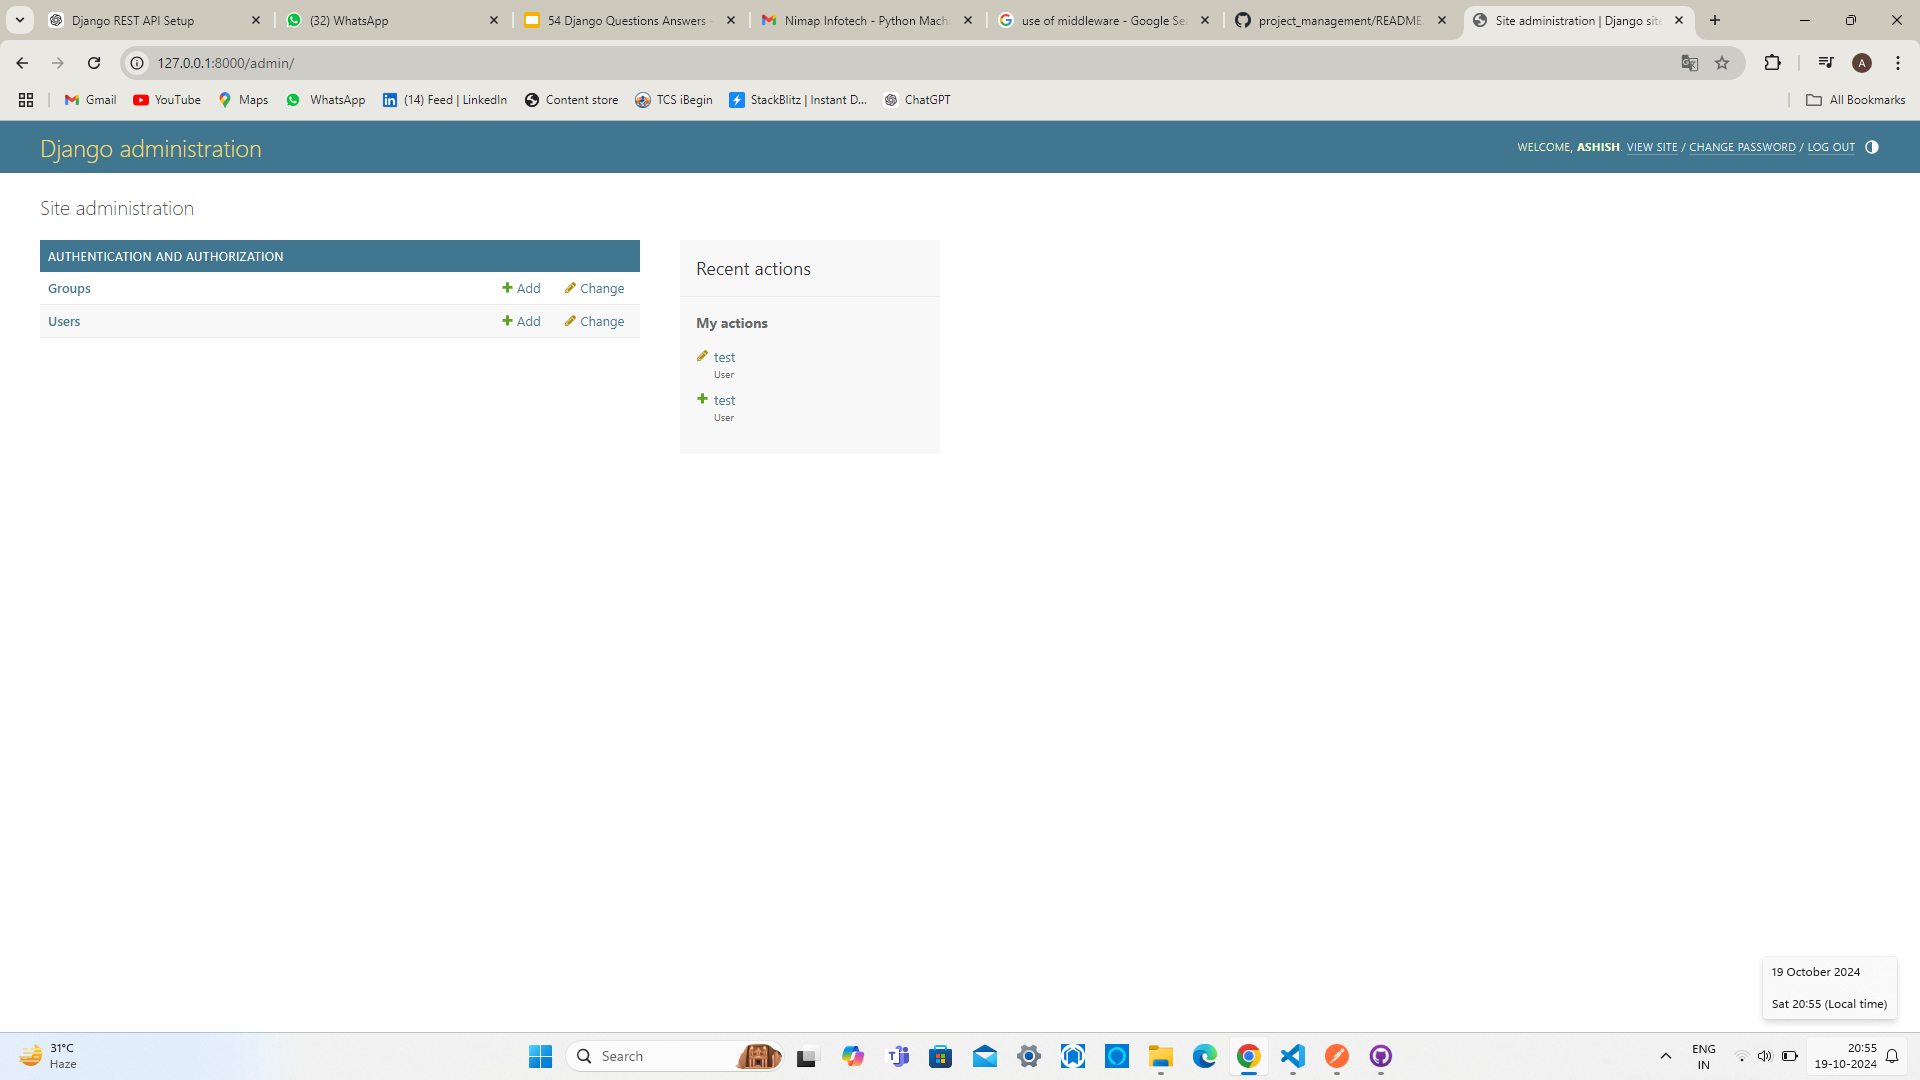 Django REST API Setup
(32) WhatsApp
54 Django Questions Answers -
Nimap Infotech - Python Machi
use of middleware - Google Se
project_management/README.
Site administration | Django site
127.0.0.1:8000/admin/
A
Gmail
YouTube
Maps
WhatsApp
(14) Feed | LinkedIn
Content store
TCS iBegin
StackBlitz | Instant D...
ChatGPT
All Bookmarks
Django administration
WELCOME, ASHISH. VIEW SITE / CHANGE PASSWORD / LOG OUT
Site administration
AUTHENTICATION AND AUTHORIZATION
Groups
Add
Change
Users
Add
Change
Recent actions
My actions
test
User
test
User
19 October 2024
Sat 20:55 (Local time)
31°C
Haze
Search
ENG
IN
20:55
19-10-2024